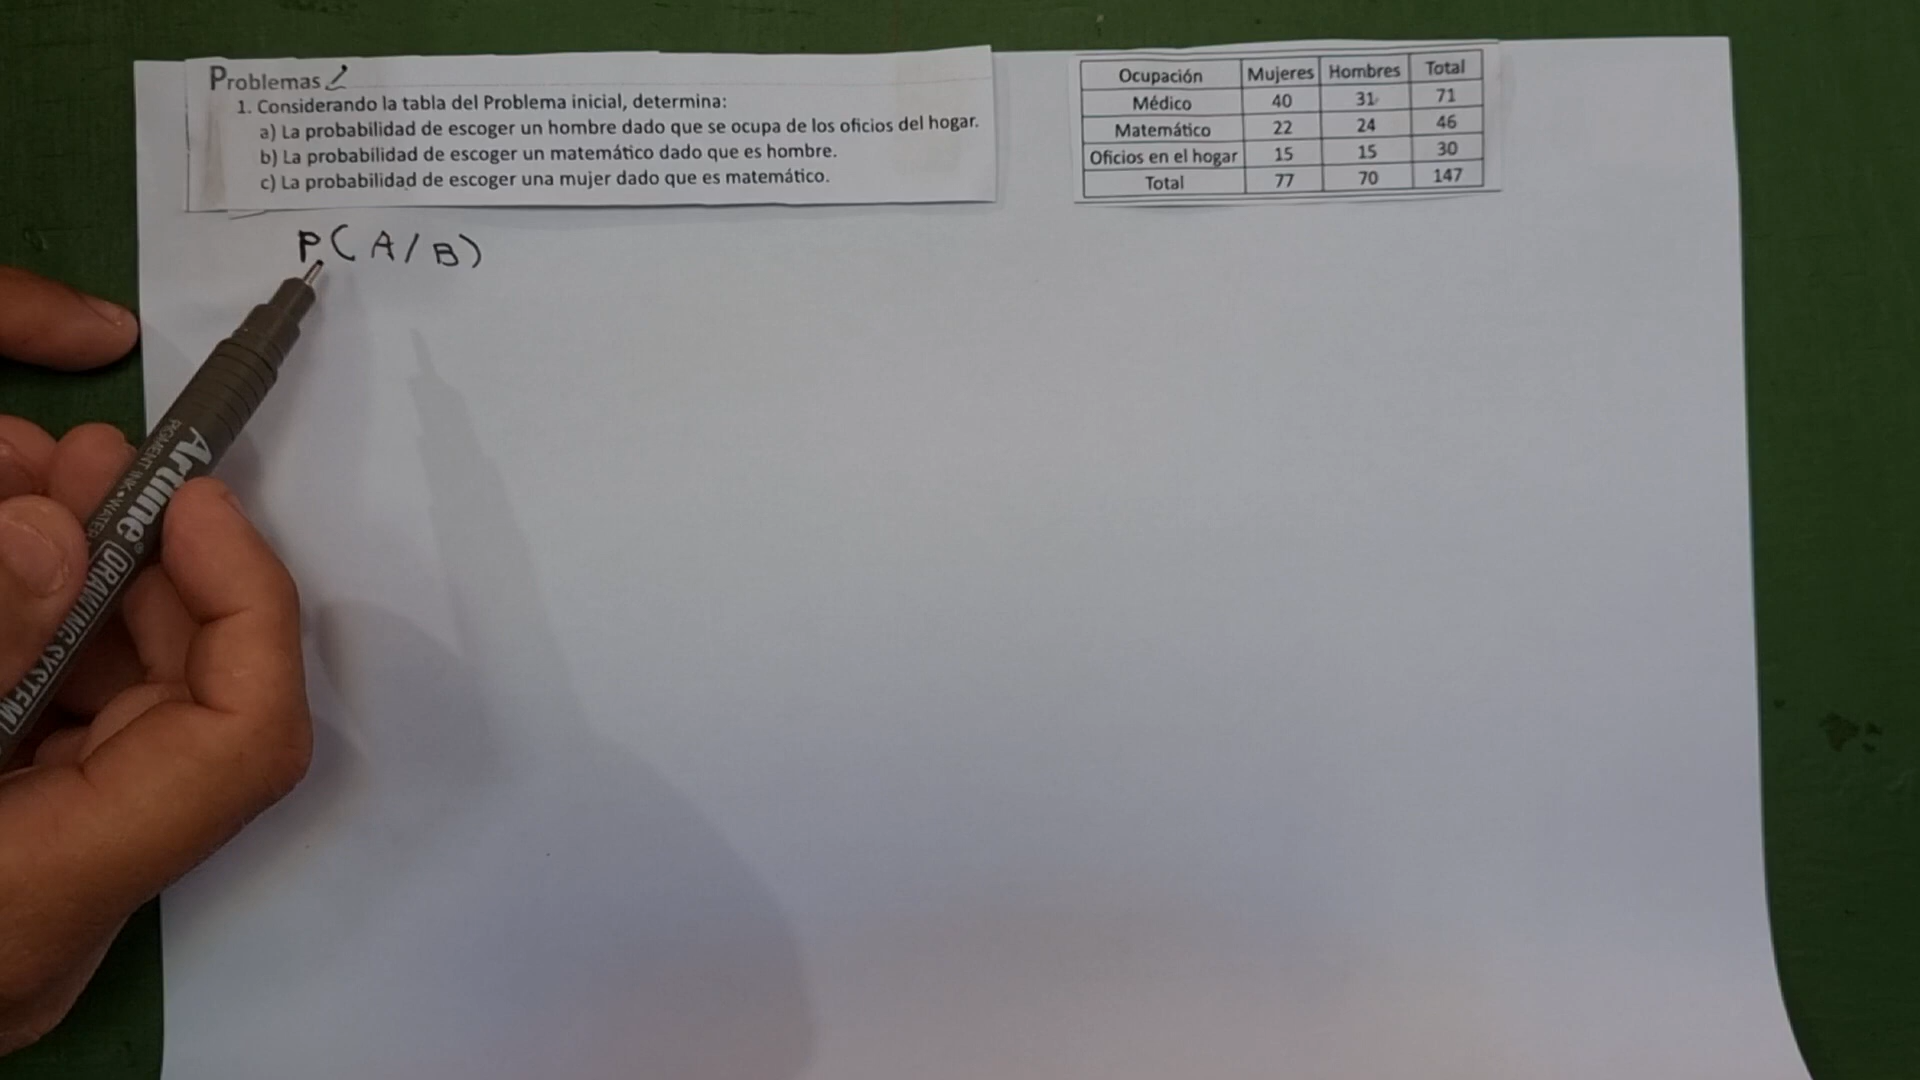 Problemas
1. Considerando la tabla del Problema inicial, determina:
a) La probabilidad de escoger un hombre dado que se ocupa de los oficios del hogar.
b) La probabilidad de escoger un matemático dado que es hombre.
c) La probabilidad de escoger una mujer dado que es matemático.
Ocupación Mujeres Hombres Total
Médico 40 31 71
Matemático 22 24 46
Oficios en el hogar 15 15 30
Total 77 70 147
P(A/B)
Artline
DRAWING SYSTEM
PIGMENT INK